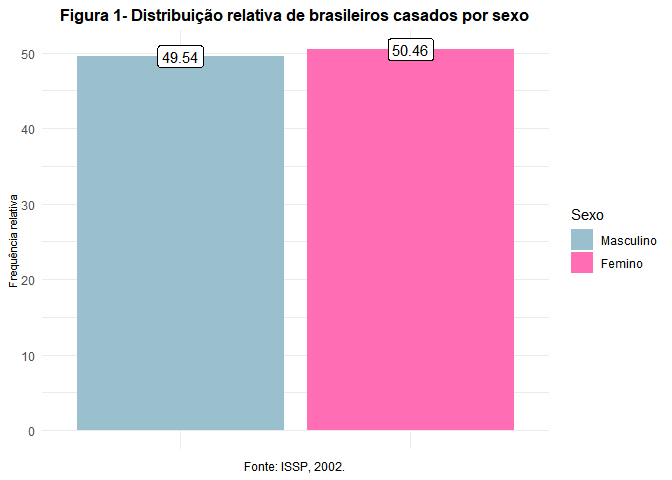 Figura 1- Distribuição relativa de brasileiros casados por sexo
Frequência relativa
50
40
30
20
10
0
49.54
50.46
Sexo
Masculino
Femino
Fonte: ISSP, 2002.